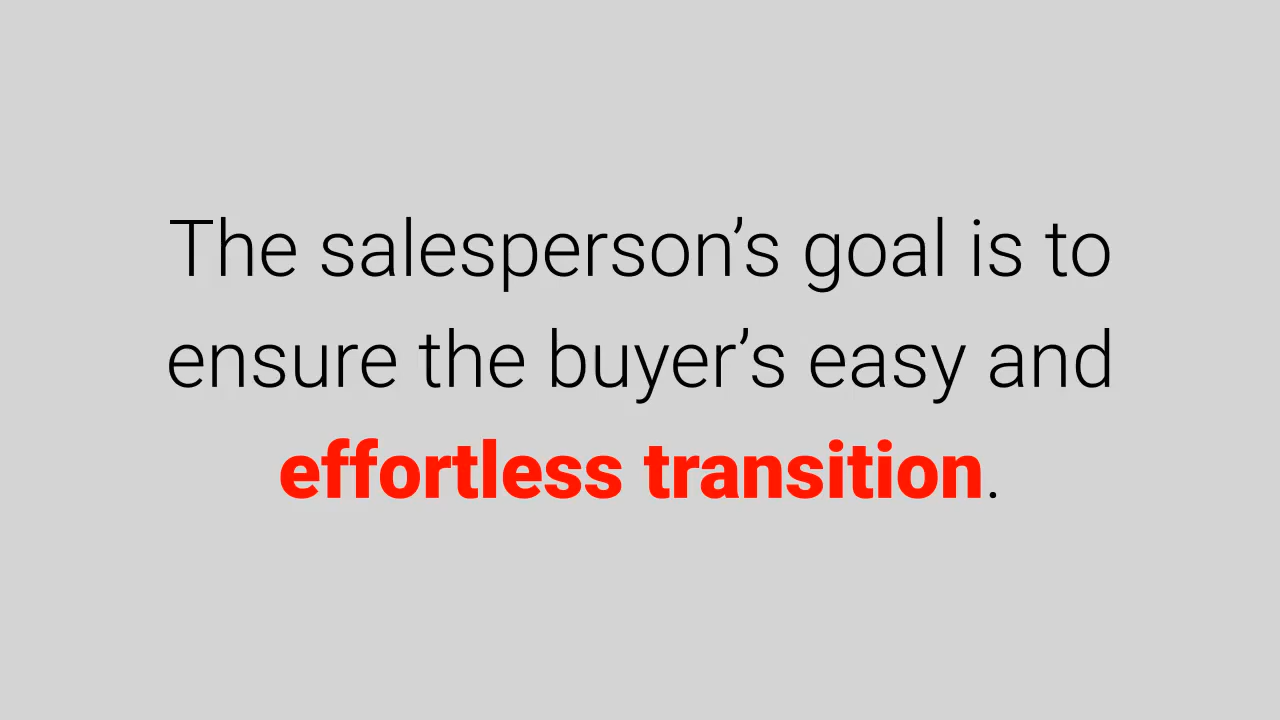 The salesperson’s goal is to
ensure the buyer’s easy and
effortless transition.